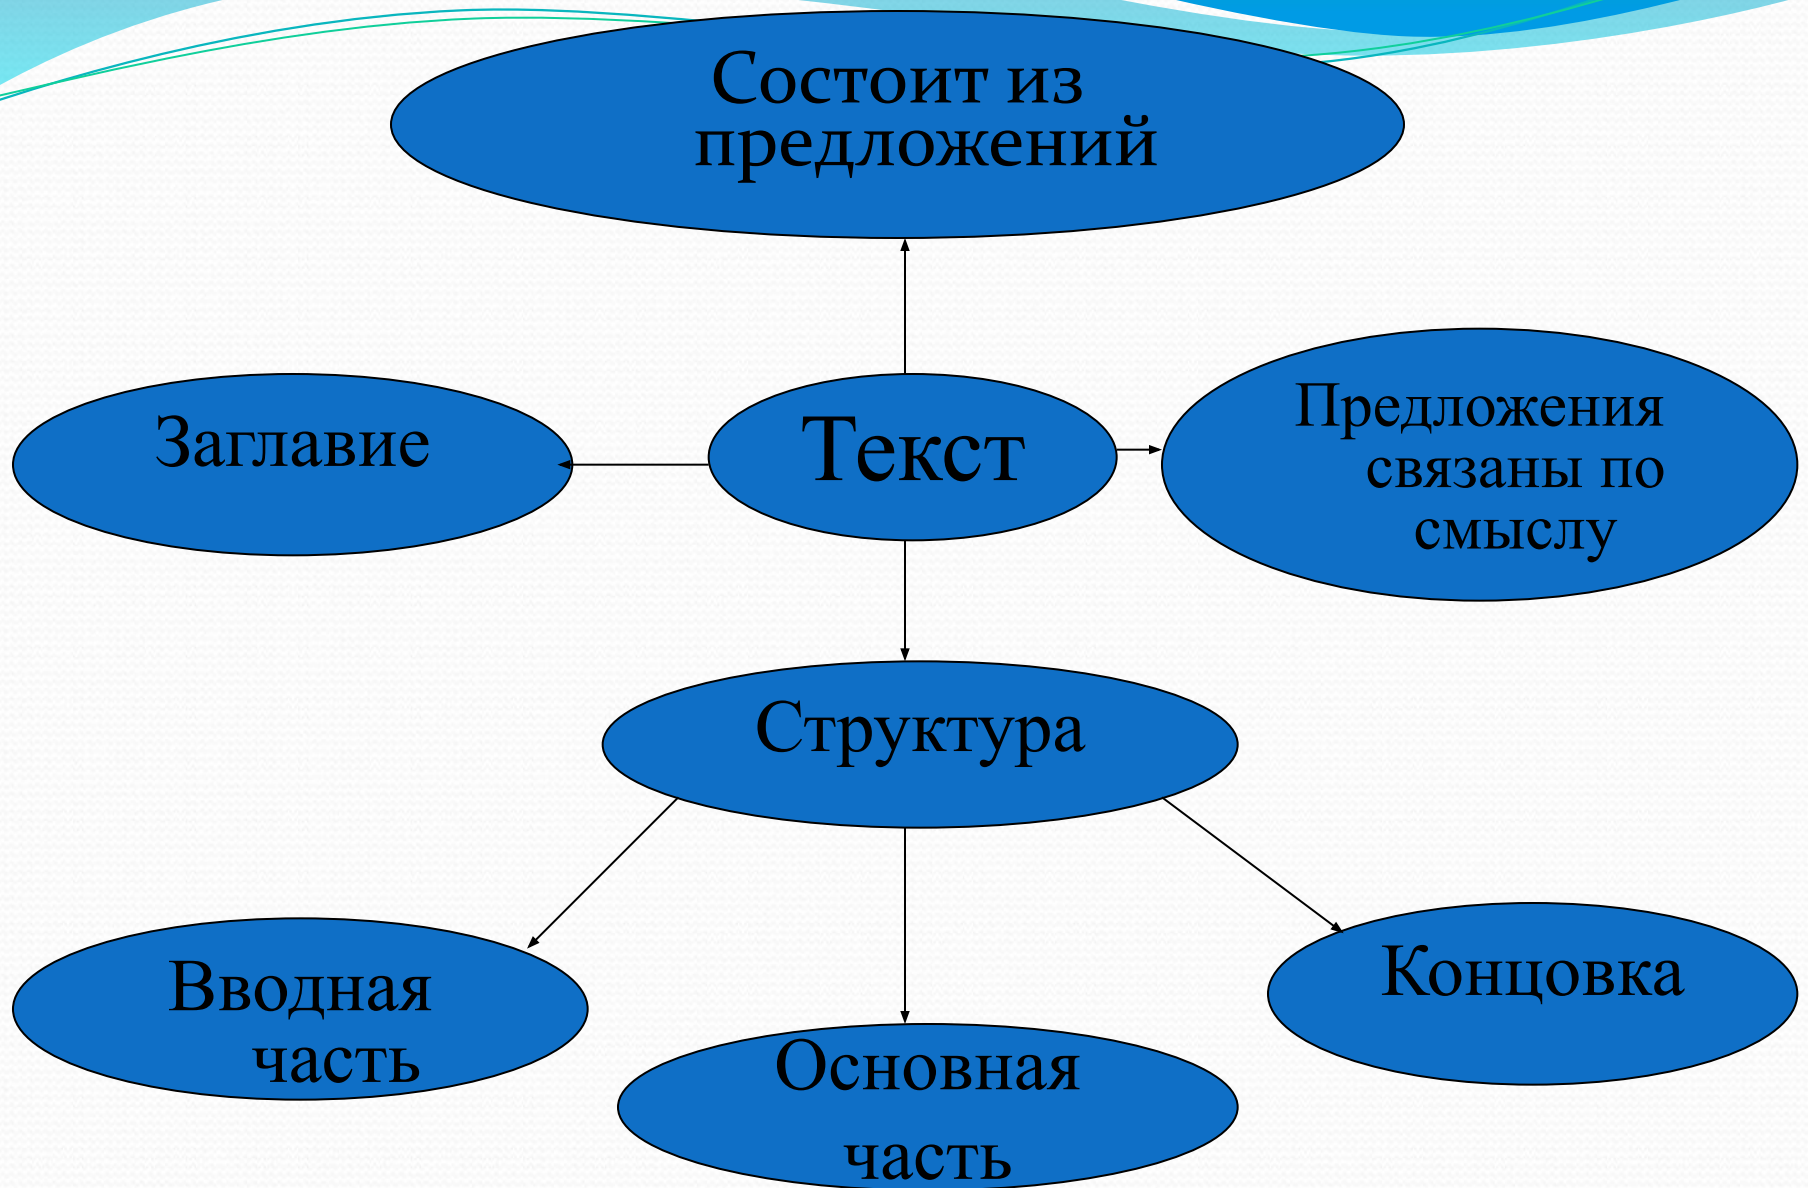 Состоит из
предложений
Заглавие
Текст
Предложения
связаны по
смыслу
Структура
Вводная
часть
Основная
часть
Концовка